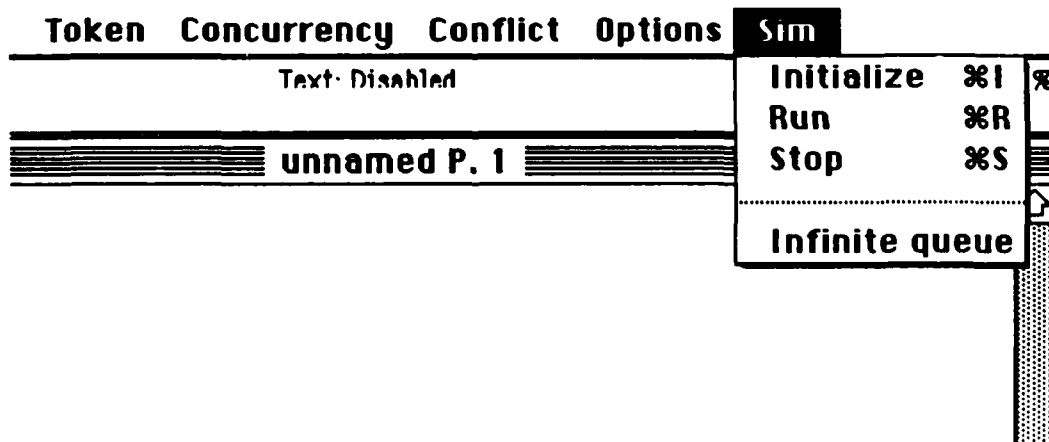 Token Concurrency Conflict Options Sim
Text: Disabled
Initialize ⌘I
Run ⌘R
Stop ⌘S
unnamed P. 1
Infinite queue